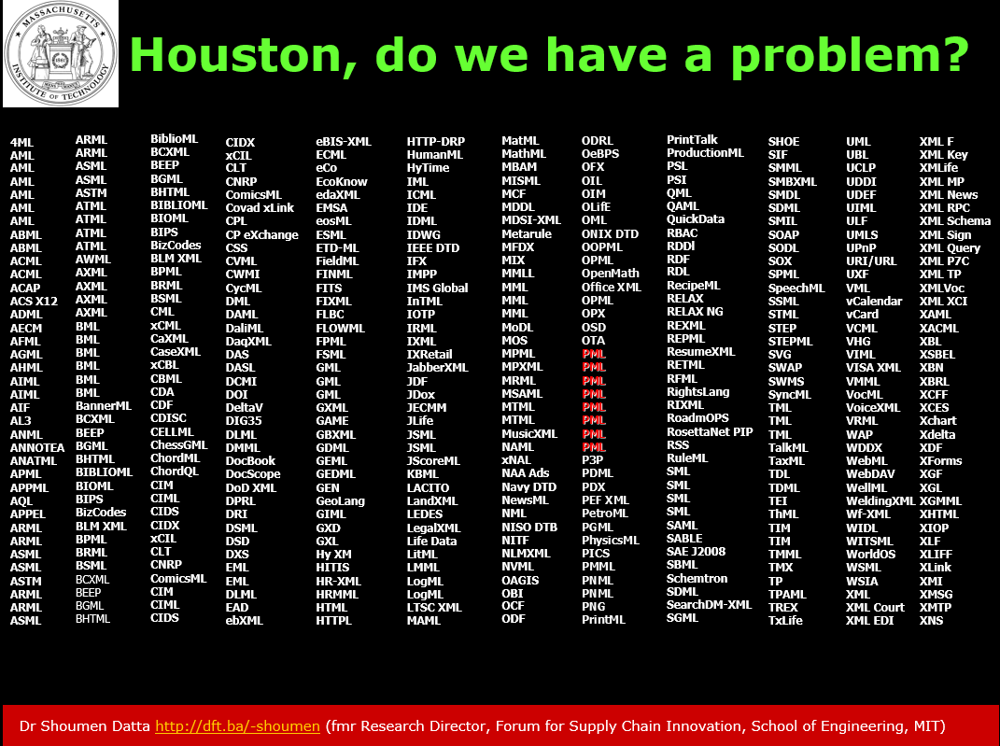 MASSACHUSETTS INSTITUTE OF TECHNOLOGY
Houston, do we have a problem?
4ML
AML
AML
AML
AML
AML
AML
ABML
ABML
ACML
ACML
ACAP
ACS X12
ADML
AECM
AFML
AGML
AHML
AIML
AIML
AIF
AL3
ANML
ANNOTEA
ANATML
APML
APPML
AQL
APPEL
ARML
ARML
ASML
ASML
ASTM
ARML
ARML
ASML
ARML
ARML
ASML
ASML
ASTM
ATML
ATML
ATML
ATML
AWML
AXML
AXML
AXML
AXML
BML
BML
BML
BML
BML
BML
BannerML
BCXML
BEEP
BGML
BHTML
BIBLIOML
BIOML
BIPS
BizCodes
BLM XML
BPML
BRML
BSML
BCXML
BEEP
BGML
BHTML
BiblioML
BCXML
BEEP
BGML
BHTML
BIBLIOML
BIOML
BIPS
BizCodes
BLM XML
BPML
BRML
BSML
CML
xCML
CaXML
CaseXML
xCBL
CBML
CDA
CDF
CDISC
CELLML
ChessGML
ChordML
ChordQL
CIM
CIML
CIDS
CIDX
xCIL
CLT
CNRP
ComicsML
CIM
CIML
CIDS
CIDX
xCIL
CLT
CNRP
ComicsML
Covad xLink
CPL
CP eXchange
CSS
CVML
CWMI
CycML
DML
DAML
DaliML
DaqXML
DAS
DASL
DCMI
DOI
DeltaV
DIG35
DLML
DMML
DocBook
DocScope
DoD XML
DPRL
DRI
DSML
DSD
DXS
EML
EML
DLML
EAD
ebXML
eBIS-XML
ECML
eCo
EcoKnow
edaXML
EMSA
eosML
ESML
ETD-ML
FieldML
FINML
FITS
FIXML
FLBC
FLOWML
FPML
FSML
GML
GML
GML
GXML
GAME
GBXML
GDML
GEML
GEDML
GEN
GeoLang
GIML
GXD
GXL
Hy XM
HITIS
HR-XML
HRMML
HTML
HTTPL
HTTP-DRP
HumanML
HyTime
IML
ICML
IDE
IDML
IDWG
IEEE DTD
IFX
IMPP
IMS Global
InTML
IOTP
IRML
IXML
IXRetail
JabberXML
JDF
JDox
JECMM
JLife
JSML
JSML
JScoreML
KBML
LACITO
LandXML
LEDES
LegalXML
Life Data
LitML
LMML
LogML
LogML
LTSC XML
MAML
MatML
MathML
MBAM
MISML
MCF
MDDL
MDSI-XML
Metarule
MFDX
MIX
MMLL
MML
MML
MML
MoDL
MOS
MPML
MPXML
MRML
MSAML
MTML
MTML
MusicXML
NAML
xNAL
NAA Ads
Navy DTD
NewsML
NML
NISO DTB
NITF
NLMXML
NVML
OAGIS
OBI
OCF
ODF
ODRL
OeBPS
OFX
OIL
OIM
OLifE
OML
ONIX DTD
OOPML
OPML
OpenMath
Office XML
OPML
OPX
OSD
OTA
PML
PML
PML
PML
PML
PML
PML
PML
P3P
PDML
PDX
PEF XML
PetroML
PGML
PhysicsML
PICS
PMML
PNML
PNML
PNG
PrintML
PrintTalk
ProductionML
PSL
PSI
QML
QAML
QuickData
RBAC
RDDl
RDF
RDL
RecipeML
RELAX
RELAX NG
REXML
REPML
ResumeXML
RETML
RFML
RightsLang
RIXML
RoadmOPS
RosettaNet PIP
RSS
RuleML
SML
SML
SML
SML
SAML
SABLE
SAE J2008
SBML
Schemtron
SDML
SearchDM-XML
SGML
SHOE
SIF
SMML
SMBXML
SMDL
SDML
SMIL
SOAP
SODL
SOX
SPML
SpeechML
SSML
STML
STEP
STEPML
SVG
SWAP
SWMS
SyncML
TML
TML
TML
TalkML
TaxML
TDL
TDML
TEI
ThML
TIM
TIM
TMML
TMX
TP
TPAML
TREX
TxLife
UML
UBL
UCLP
UDDI
UDEF
UIML
ULF
UMLS
UPnP
URI/URL
UXF
VML
vCalendar
vCard
VCML
VHG
VIML
VISA XML
VMML
VocML
VoiceXML
VRML
WAP
WDDX
WebML
WebDAV
WellML
WeldingXML
Wf-XML
WIDL
WITSML
WorldOS
WSML
WSIA
XML
XML Court
XML EDI
XML F
XML Key
XMLife
XML MP
XML News
XML RPC
XML Schema
XML Sign
XML Query
XML P7C
XML TP
XMLVoc
XML XCI
XAML
XACML
XBL
XSBEL
XBN
XBRL
XCFF
XCES
Xchart
Xdelta
XDF
XForms
XGF
XGL
XGMML
XHTML
XIOP
XLF
XLIFF
XLink
XMI
XMSG
XMTP
XNS
Dr Shoumen Datta http://dft.ba/-shoumen (fmr Research Director, Forum for Supply Chain Innovation, School of Engineering, MIT)